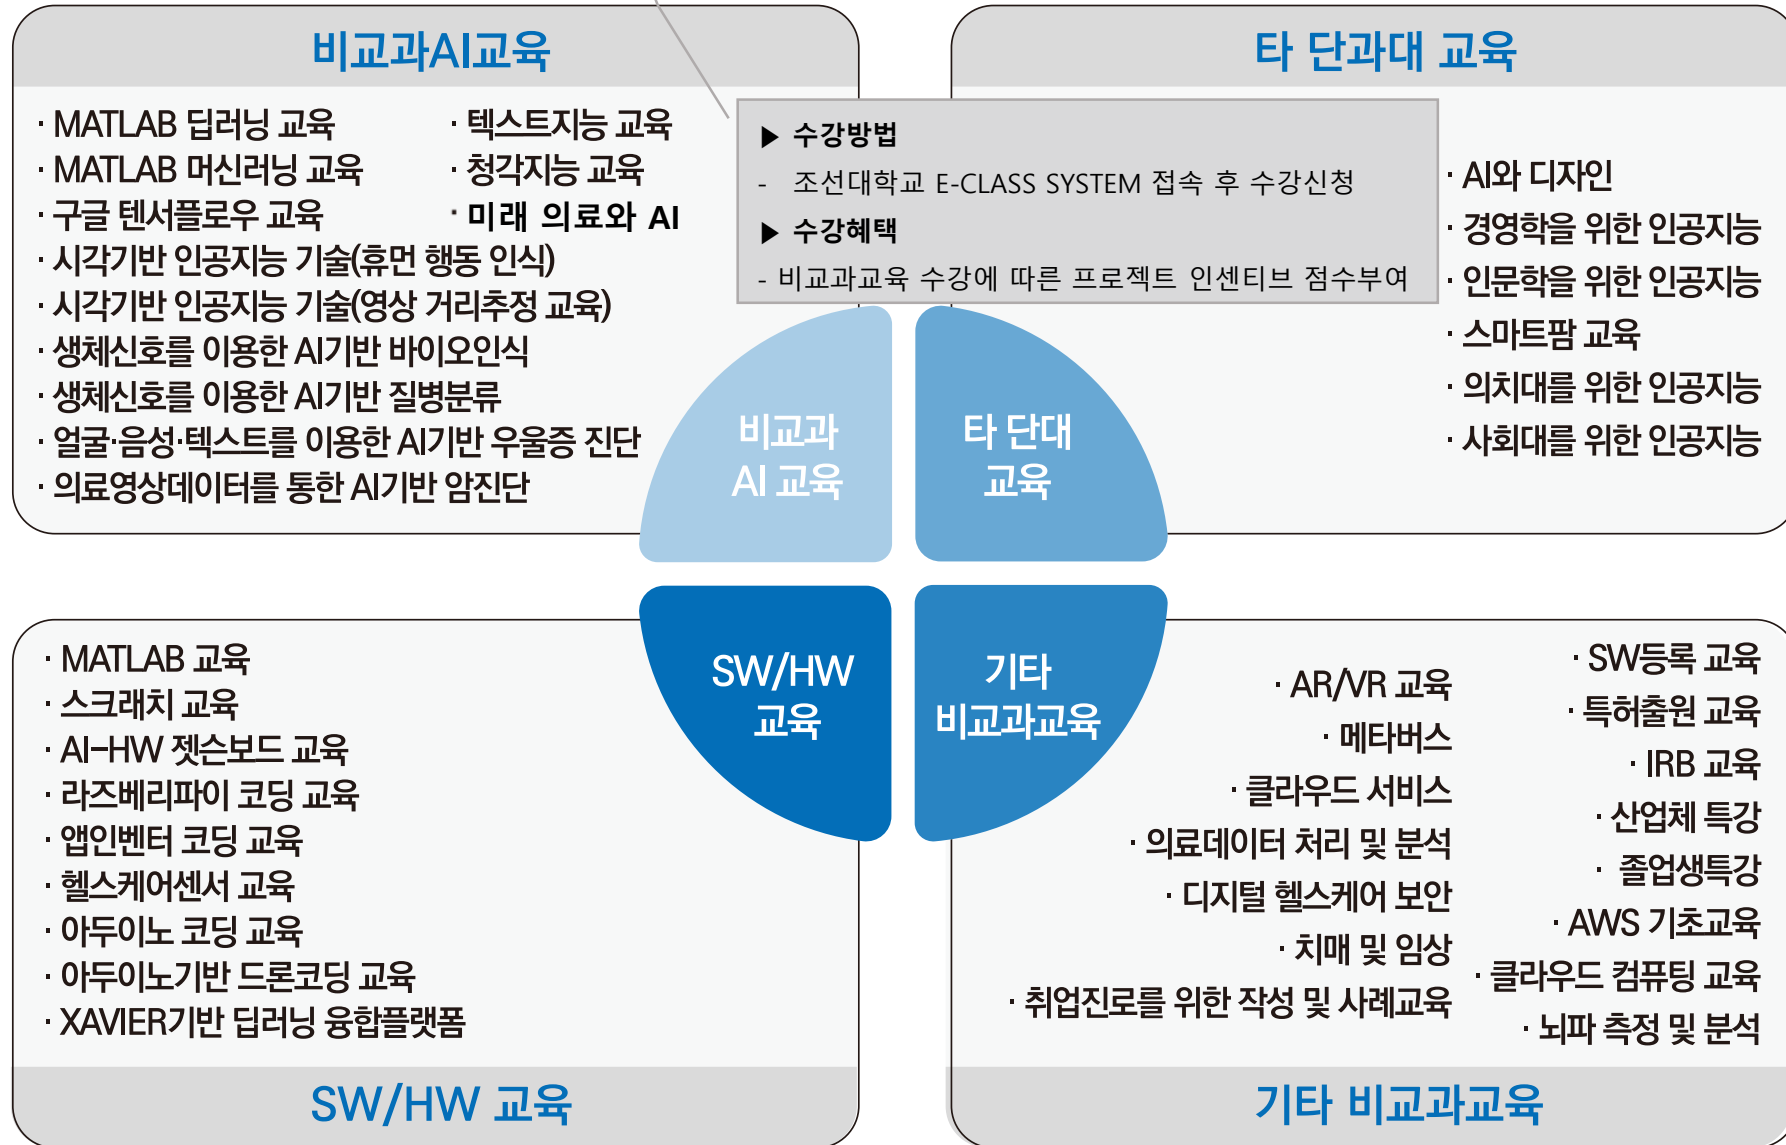 비교과AI교육
· MATLAB 딥러닝 교육
· MATLAB 머신러닝 교육
· 구글 텐서플로우 교육
· 텍스트지능 교육
· 청각지능 교육
· 미래 의료와 AI
· 시각기반 인공지능 기술(휴먼 행동 인식)
· 시각기반 인공지능 기술(영상 거리추정 교육)
· 생체신호를 이용한 AI기반 바이오인식
· 생체신호를 이용한 AI기반 질병분류
· 얼굴·음성·텍스트를 이용한 AI기반 우울증 진단
· 의료영상데이터를 통한 AI기반 암진단
▶ 수강방법
- 조선대학교 E-CLASS SYSTEM 접속 후 수강신청
▶ 수강혜택
- 비교과교육 수강에 따른 프로젝트 인센티브 점수부여
타 단과대 교육
· AI와 디자인
· 경영학을 위한 인공지능
· 인문학을 위한 인공지능
· 스마트팜 교육
· 의치대를 위한 인공지능
· 사회대를 위한 인공지능
비교과
AI 교육
타 단대
교육
SW/HW
교육
기타
비교과교육
· MATLAB 교육
· 스크래치 교육
· AI-HW 젯슨보드 교육
· 라즈베리파이 코딩 교육
· 앱인벤터 코딩 교육
· 헬스케어센서 교육
· 아두이노 코딩 교육
· 아두이노기반 드론코딩 교육
· XAVIER기반 딥러닝 융합플랫폼
SW/HW 교육
· AR/VR 교육
· 메타버스
· 클라우드 서비스
· 의료데이터 처리 및 분석
· 디지털 헬스케어 보안
· 치매 및 임상
· 취업진로를 위한 작성 및 사례교육
· SW등록 교육
· 특허출원 교육
· IRB 교육
· 산업체 특강
· 졸업생특강
· AWS 기초교육
· 클라우드 컴퓨팅 교육
· 뇌파 측정 및 분석
기타 비교과교육